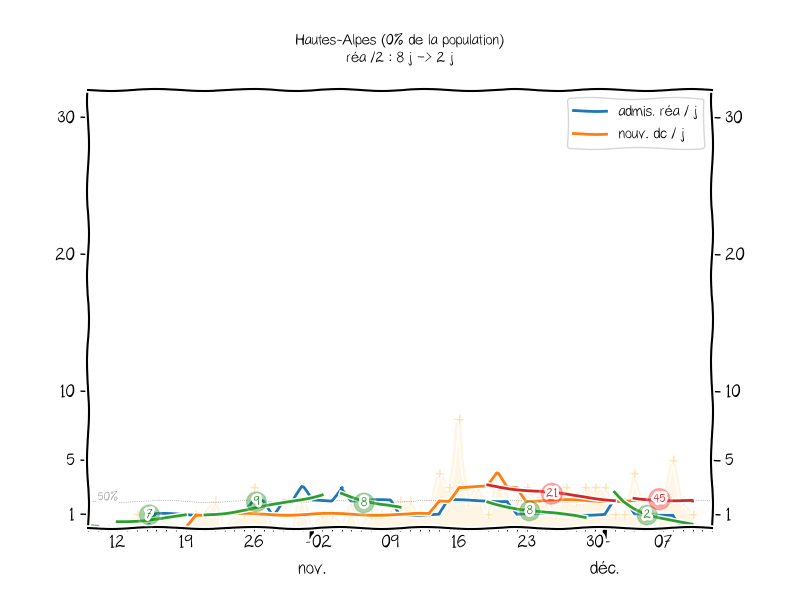 Hautes-Alpes (0% de la population)
réa /2 : 8 j -> 2 j
admis. réa / j
nouv. dc / j
30 30
20 20
10 10
5 5
50%
1 1
7 9 8 8 21 2 45
12 19 26 02 09 16 23 30 07
nov. déc.